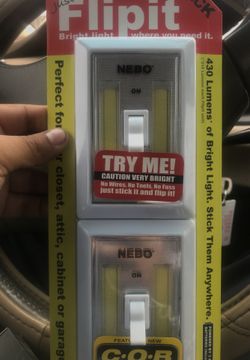 Flipit
Bright light where you need it.
Perfect for closet, attic, cabinet or garage
430 Lumens of Bright Light. Stick Them Anywhere.
NEBO
ON
TRY ME!
CAUTION VERY BRIGHT
No Wires, No Tools, No Fuss
just stick it and flip it!
NEBO
ON
NEW
C·O·B